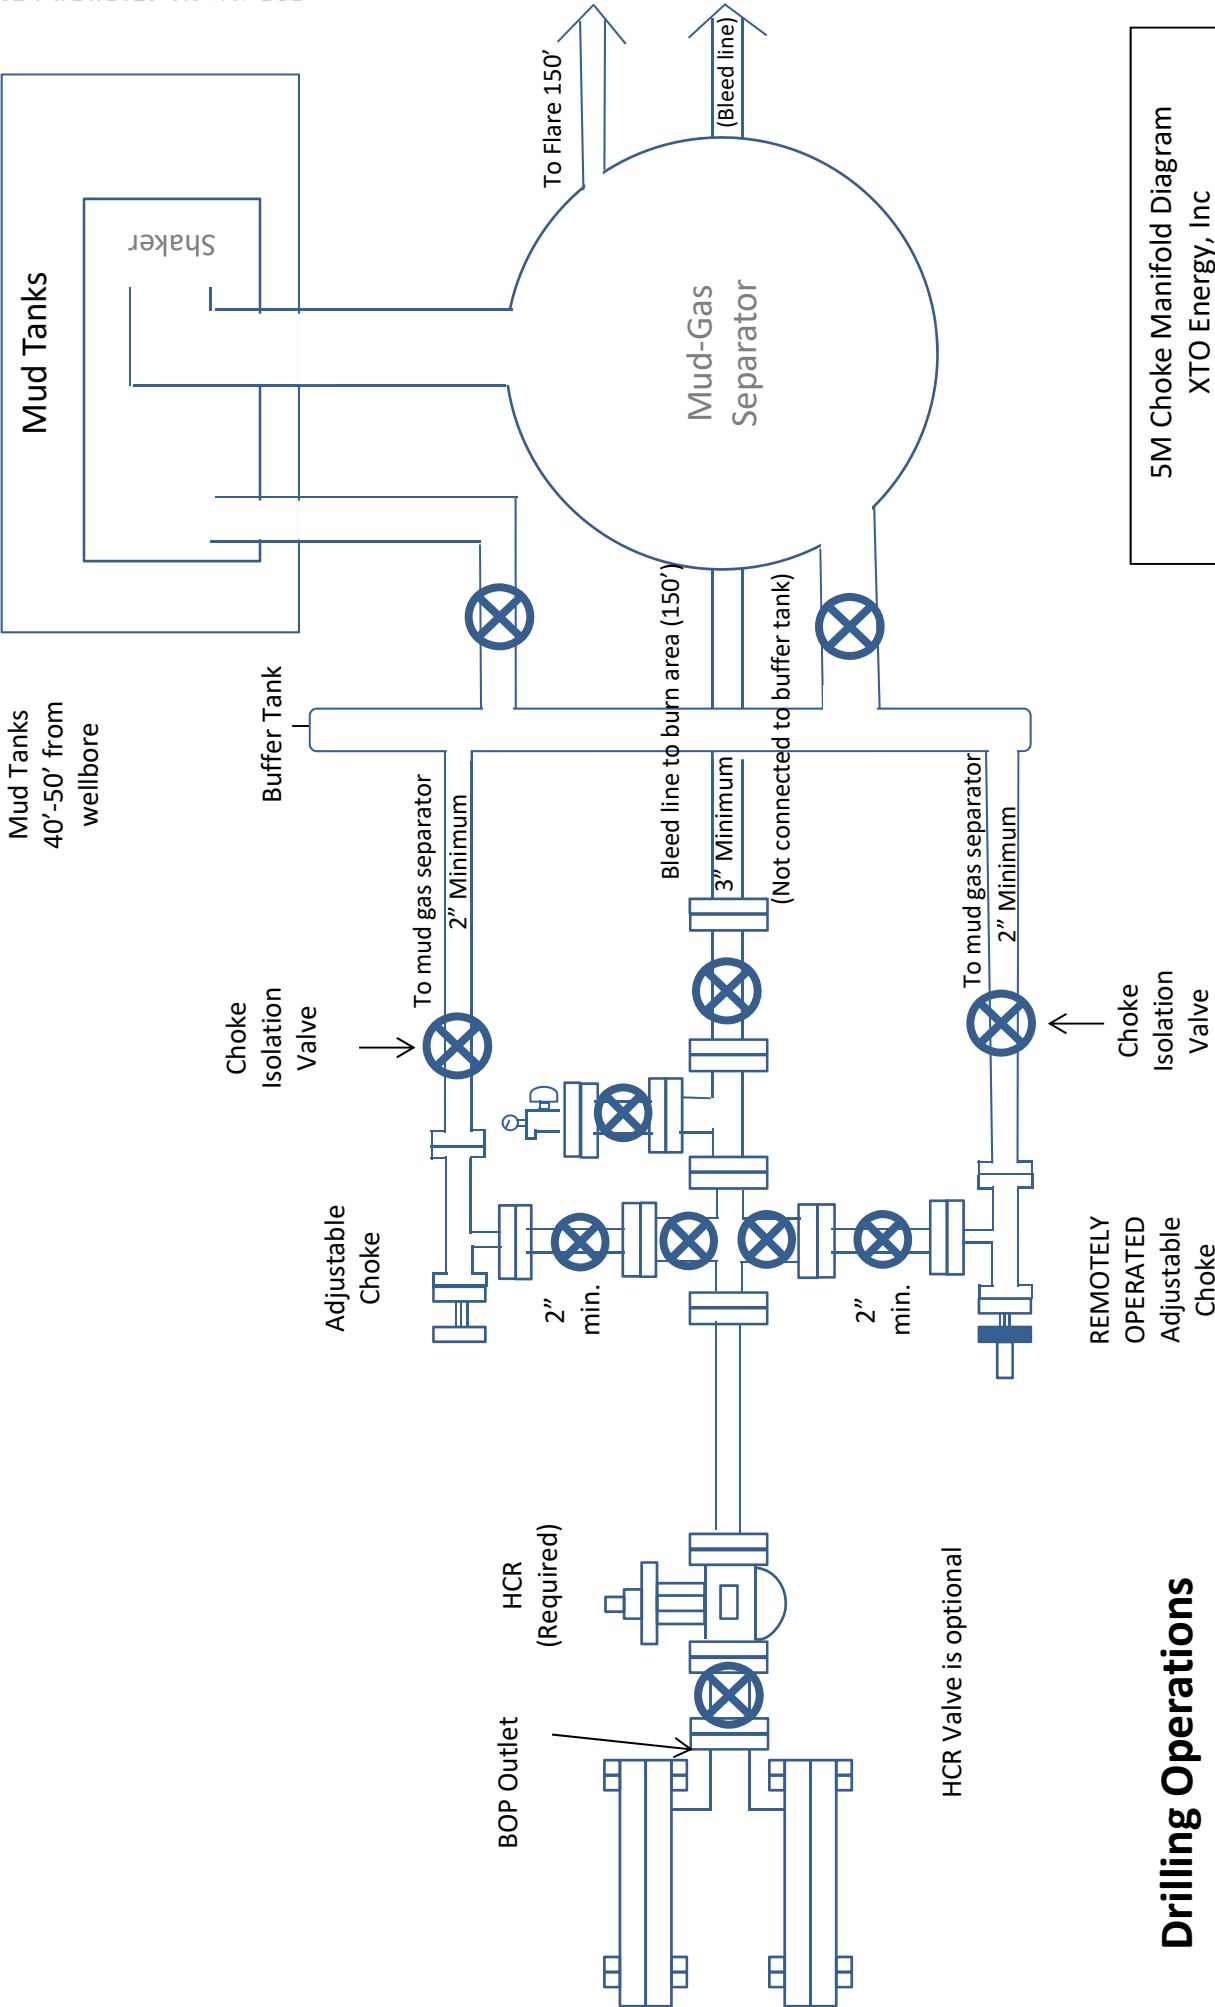 Mud Tanks
Shaker
Mud Tanks
40’-50’ from
wellbore
Buffer Tank
To Flare 150’
(Bleed line)
Mud-Gas
Separator
Bleed line to burn area (150’)
3” Minimum
(Not connected to buffer tank)
To mud gas separator
2” Minimum
To mud gas separator
2” Minimum
Choke
Isolation
Valve
Choke
Isolation
Valve
Adjustable
Choke
2”
min.
2”
min.
REMOTELY
OPERATED
Adjustable
Choke
HCR
(Required)
BOP Outlet
HCR Valve is optional
Drilling Operations
5M Choke Manifold Diagram
XTO Energy, Inc